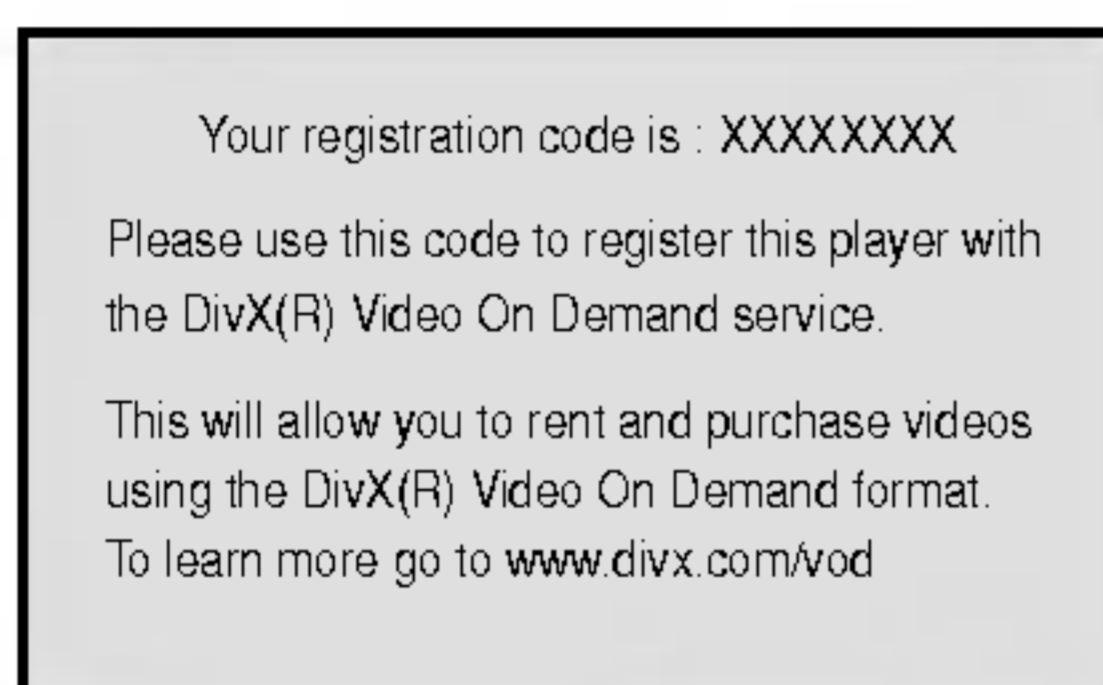 Your registration code is : XXXXXXXX
Please use this code to register this player with
the DivX(R) Video On Demand service.
This will allow you to rent and purchase videos
using the DivX(R) Video On Demand format.
To learn more go to www.divx.com/vod